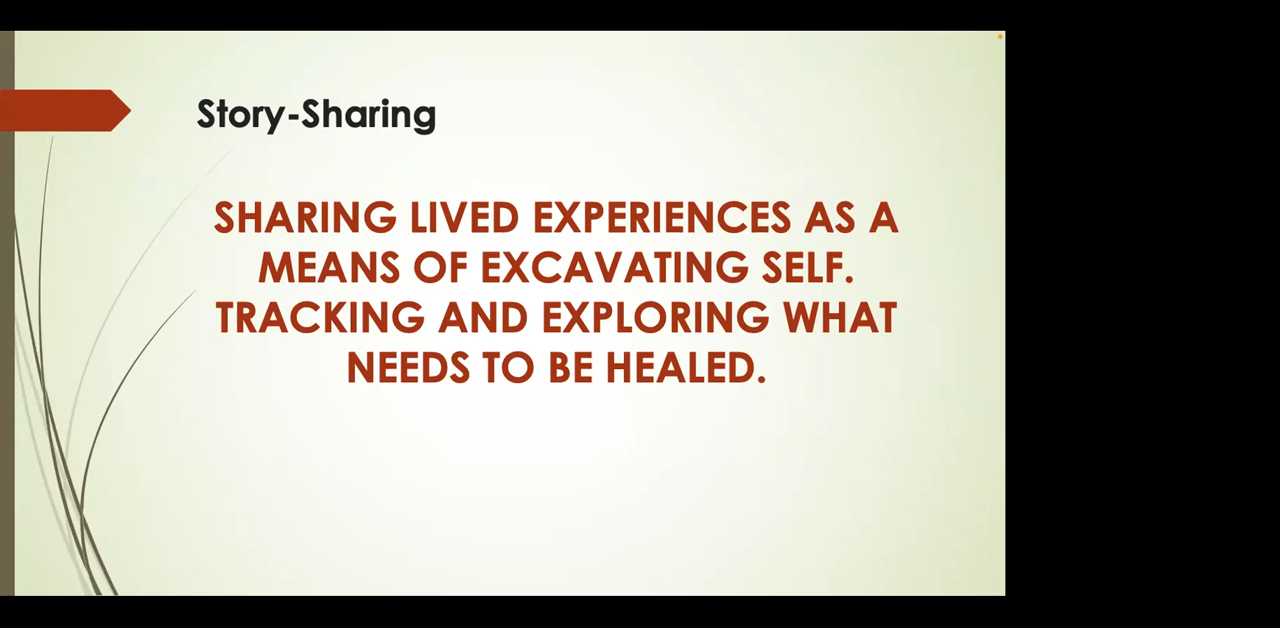 Story-Sharing
SHARING LIVED EXPERIENCES AS A
MEANS OF EXCAVATING SELF.
TRACKING AND EXPLORING WHAT
NEEDS TO BE HEALED.